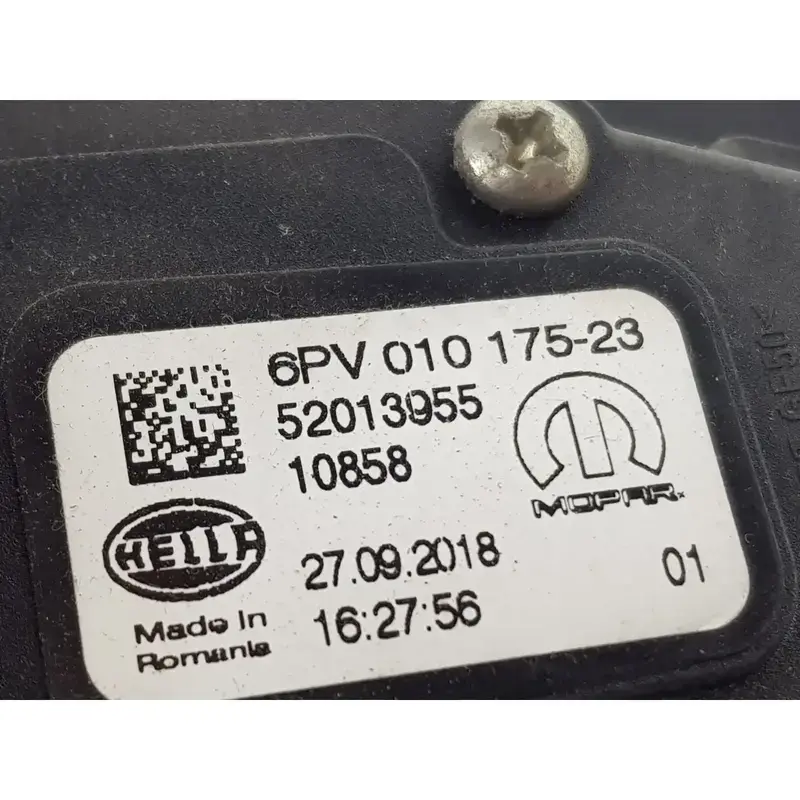 6PV 010 175-23
52013955
10858
MOPAR
HELLA
27.09.2018
01
Made In
Romania
16:27:56